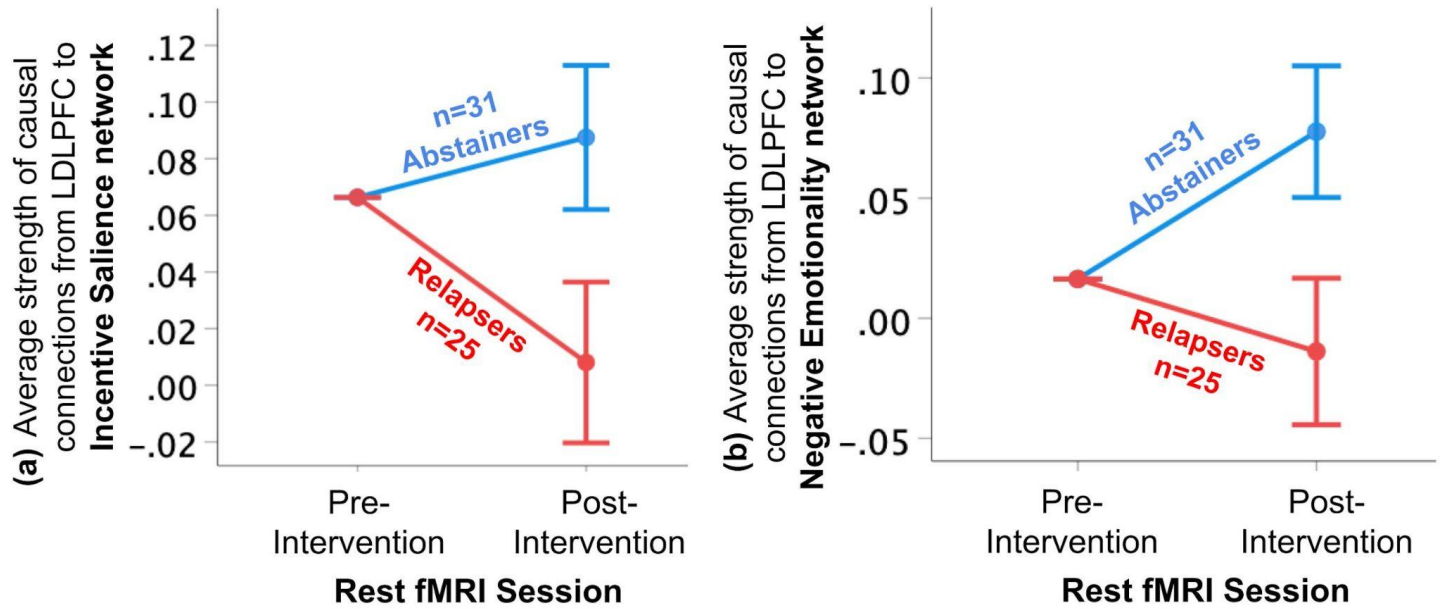 (a) Average strength of causal
connections from LDLPFC to
Incentive Salience network
.12
.10
.08
.06
.04
.02
.00
-.02
n=31
Abstainers
Relapsers
n=25
Pre-
Intervention
Post-
Intervention
Rest fMRI Session
(b) Average strength of causal
connections from LDLPFC to
Negative Emotionality network
.10
.05
.00
-.05
n=31
Abstainers
Relapsers
n=25
Pre-
Intervention
Post-
Intervention
Rest fMRI Session